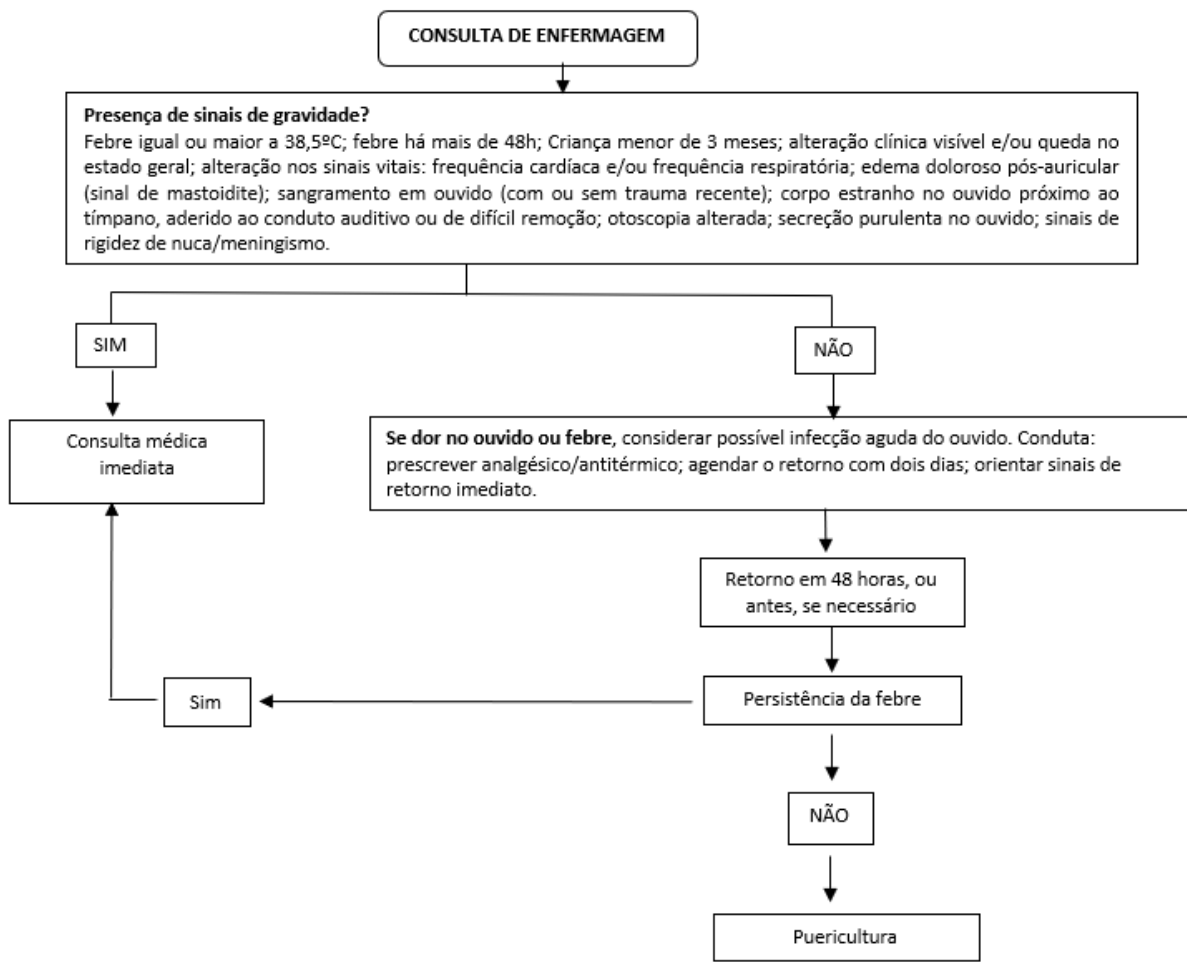 CONSULTA DE ENFERMAGEM
Presença de sinais de gravidade?
Febre igual ou maior a 38,5ºC; febre há mais de 48h; Criança menor de 3 meses; alteração clínica visível e/ou queda no
estado geral; alteração nos sinais vitais: frequência cardíaca e/ou frequência respiratória; edema doloroso pós-auricular
(sinal de mastoidite); sangramento em ouvido (com ou sem trauma recente); corpo estranho no ouvido próximo ao
tímpano, aderido ao conduto auditivo ou de difícil remoção; otoscopia alterada; secreção purulenta no ouvido; sinais de
rigidez de nuca/meningismo.
SIM
NÃO
Consulta médica
imediata
Se dor no ouvido ou febre, considerar possível infecção aguda do ouvido. Conduta:
prescrever analgésico/antitérmico; agendar o retorno com dois dias; orientar sinais de
retorno imediato.
Retorno em 48 horas, ou
antes, se necessário
Sim
Persistência da febre
NÃO
Puericultura